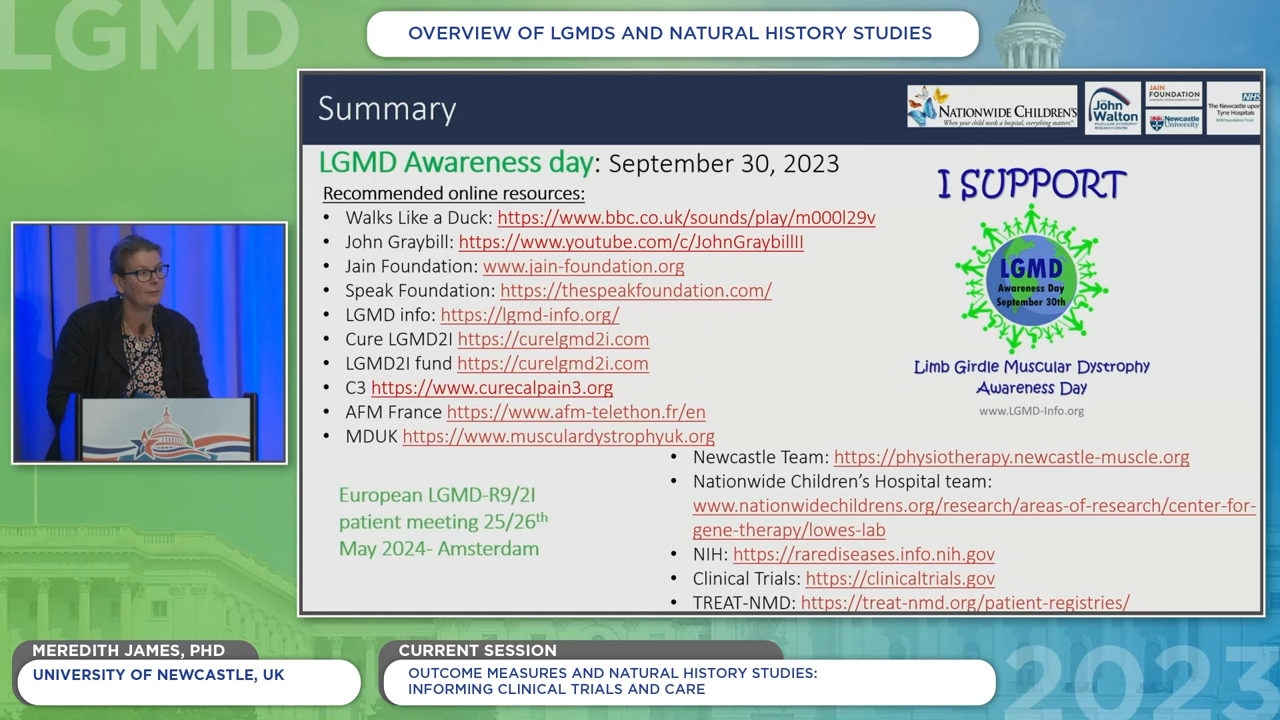 LGMD
OVERVIEW OF LGMDS AND NATURAL HISTORY STUDIES
Summary
NATIONWIDE CHILDREN'S
When your child needs a hospital, everything matters.
John
Walton
JAIN
FOUNDATION
Newcastle
University
NHS
The Newcastle upon
Tyne Hospitals
NHS Foundation Trust
LGMD Awareness day: September 30, 2023
Recommended online resources:
• Walks Like a Duck: https://www.bbc.co.uk/sounds/play/m000l29v
• John Graybill: https://www.youtube.com/c/JohnGraybillII
• Jain Foundation: www.jain-foundation.org
• Speak Foundation: https://thespeakfoundation.com/
• LGMD info: https://lgmd-info.org/
• Cure LGMD2I https://curelgmd2i.com
• LGMD2I fund https://curelgmd2i.com
• C3 https://www.curecalpain3.org
• AFM France https://www.afm-telethon.fr/en
• MDUK https://www.musculardystrophyuk.org
I SUPPORT
LGMD
Awareness Day
September 30th
Limb Girdle Muscular Dystrophy
Awareness Day
www.LGMD-Info.org
European LGMD-R9/2I
patient meeting 25/26th
May 2024- Amsterdam
• Newcastle Team: https://physiotherapy.newcastle-muscle.org
• Nationwide Children's Hospital team:
www.nationwidechildrens.org/research/areas-of-research/center-for-
gene-therapy/lowes-lab
• NIH: https://rarediseases.info.nih.gov
• Clinical Trials: https://clinicaltrials.gov
• TREAT-NMD: https://treat-nmd.org/patient-registries/
MEREDITH JAMES, PHD
UNIVERSITY OF NEWCASTLE, UK
CURRENT SESSION
OUTCOME MEASURES AND NATURAL HISTORY STUDIES:
INFORMING CLINICAL TRIALS AND CARE
2023